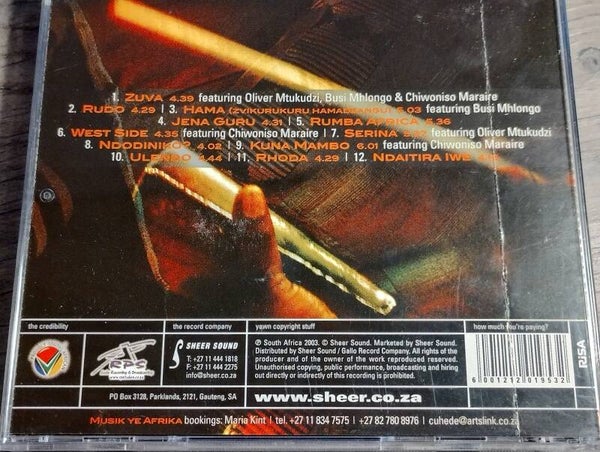 1. ZUVA 4.39 featuring Oliver Mtukudzi, Busi Mhlongo & Chiwoniso Maraire
2. RUDO 4.29 | 3. HAMA (ZVIKURUKURU HAMADZANGU) 6.03 featuring Busi Mhlongo
4. JENA GURU 4.31 | 5. RUMBA AFRICA 5.36
6. WEST SIDE 4.35 featuring Chiwoniso Maraire | 7. SERINA featuring Oliver Mtukudzi
8. NDODINIKO? 4.02 | 9. KUNA MAMBO 6.01 featuring Chiwoniso Maraire
10. ULENDO 4.44 | 11. RHODA 4.29 | 12. NDAITIRA IWE
the credibility
the record company
yawn copyright stuff
how much you're paying?
SHEER SOUND
T: +27 11 444 1818
F: +27 11 444 2275
info@sheer.co.za
℗ South Africa 2003. © Sheer Sound. Marketed by Sheer Sound.
Distributed by Sheer Sound / Gallo Record Company. All rights of the
producer and of the owner of the work reproduced reserved.
Unauthorised copying, public performance, broadcasting and hiring
out directly or indirectly of this recording is prohibited.
6 001212 019532
RISA
PO Box 3128, Parklands, 2121, Gauteng, SA
www.sheer.co.za
MUSIK YE AFRIKA bookings: Maria Kint | tel. +27 11 834 7575 | +27 82 780 8976 | cuhede@artslink.co.za